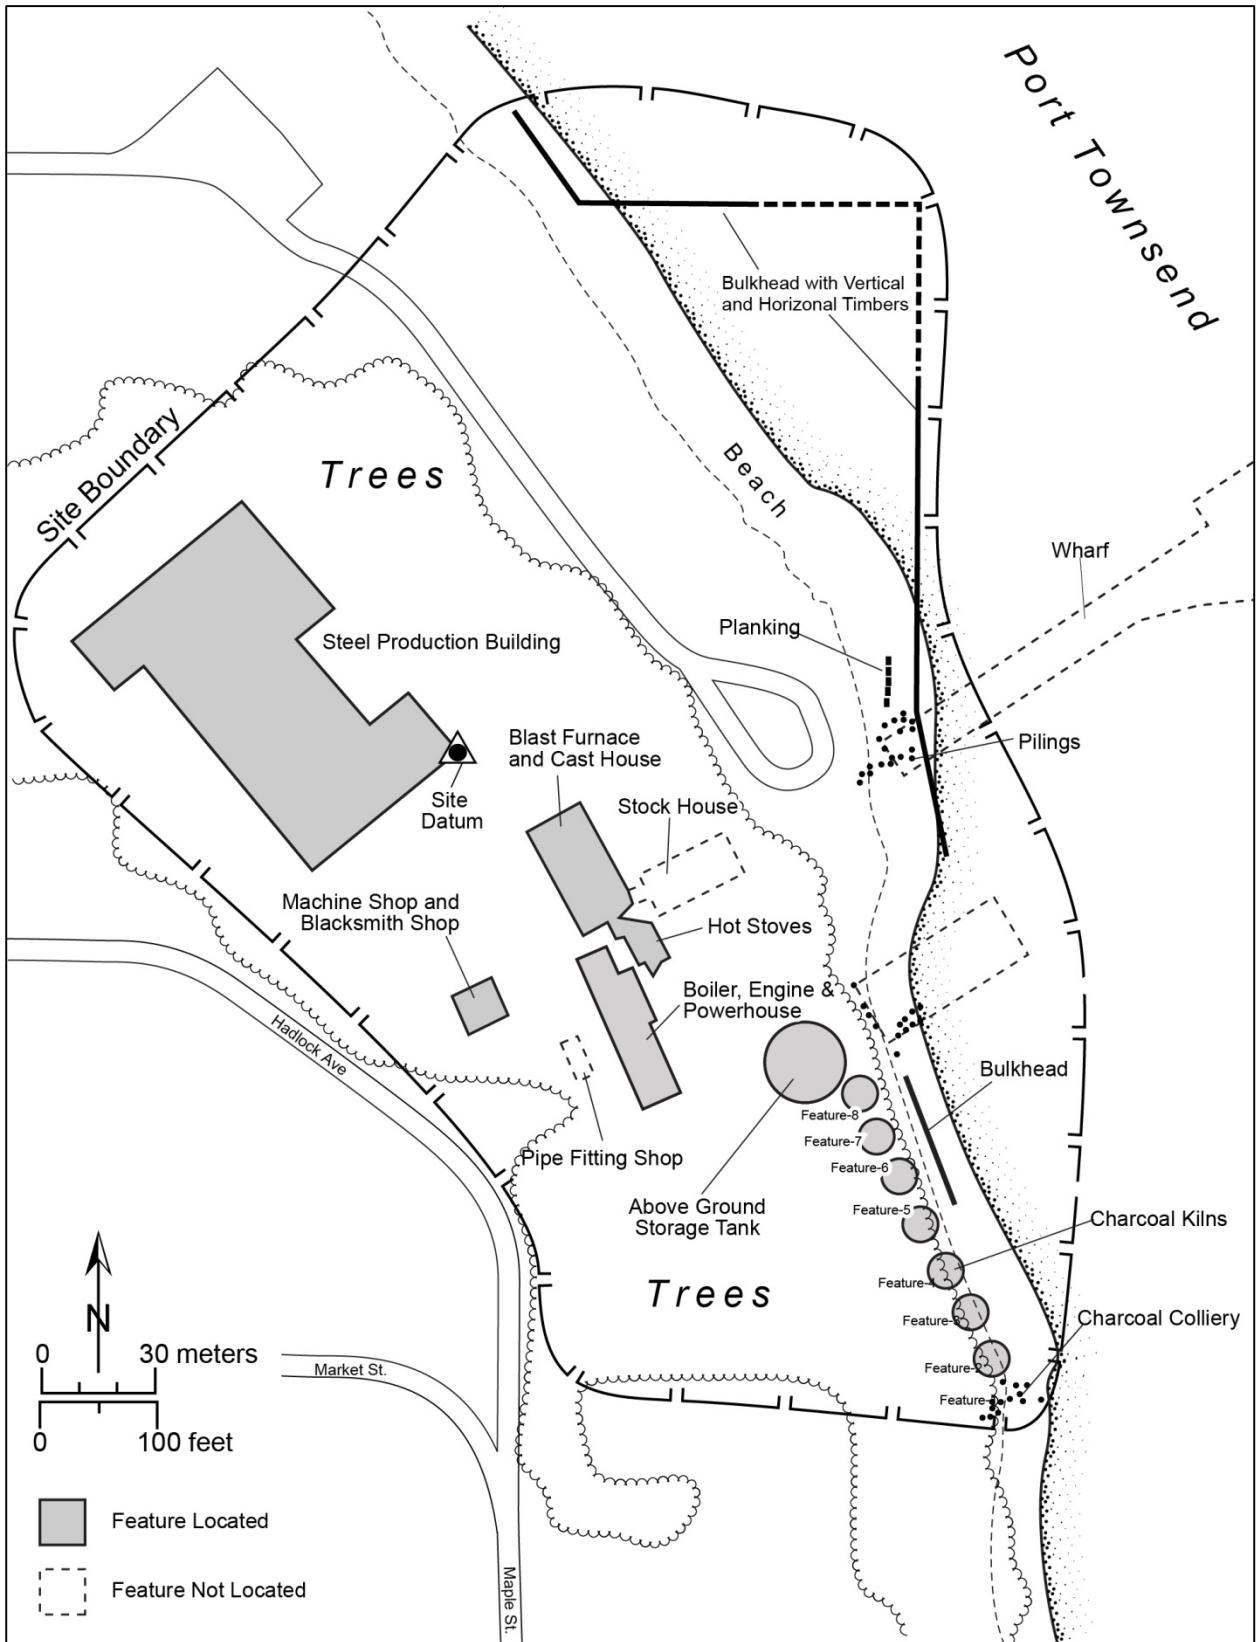 Port Townsend
Bulkhead with Vertical
and Horizonal Timbers
Site Boundary
Trees
Beach
Wharf
Planking
Steel Production Building
Pilings
Blast Furnace
and Cast House
Site
Datum
Stock House
Machine Shop and
Blacksmith Shop
Hot Stoves
Boiler, Engine &
Powerhouse
Hadlock Ave
Bulkhead
Feature-8
Feature-7
Pipe Fitting Shop
Feature-6
Above Ground
Storage Tank
Feature-5
Charcoal Kilns
Feature-4
Trees
Feature-3
Charcoal Colliery
N
0 30 meters
Market St.
Feature-2
Feature-
0 100 feet
Feature Located
Feature Not Located
Maple St.